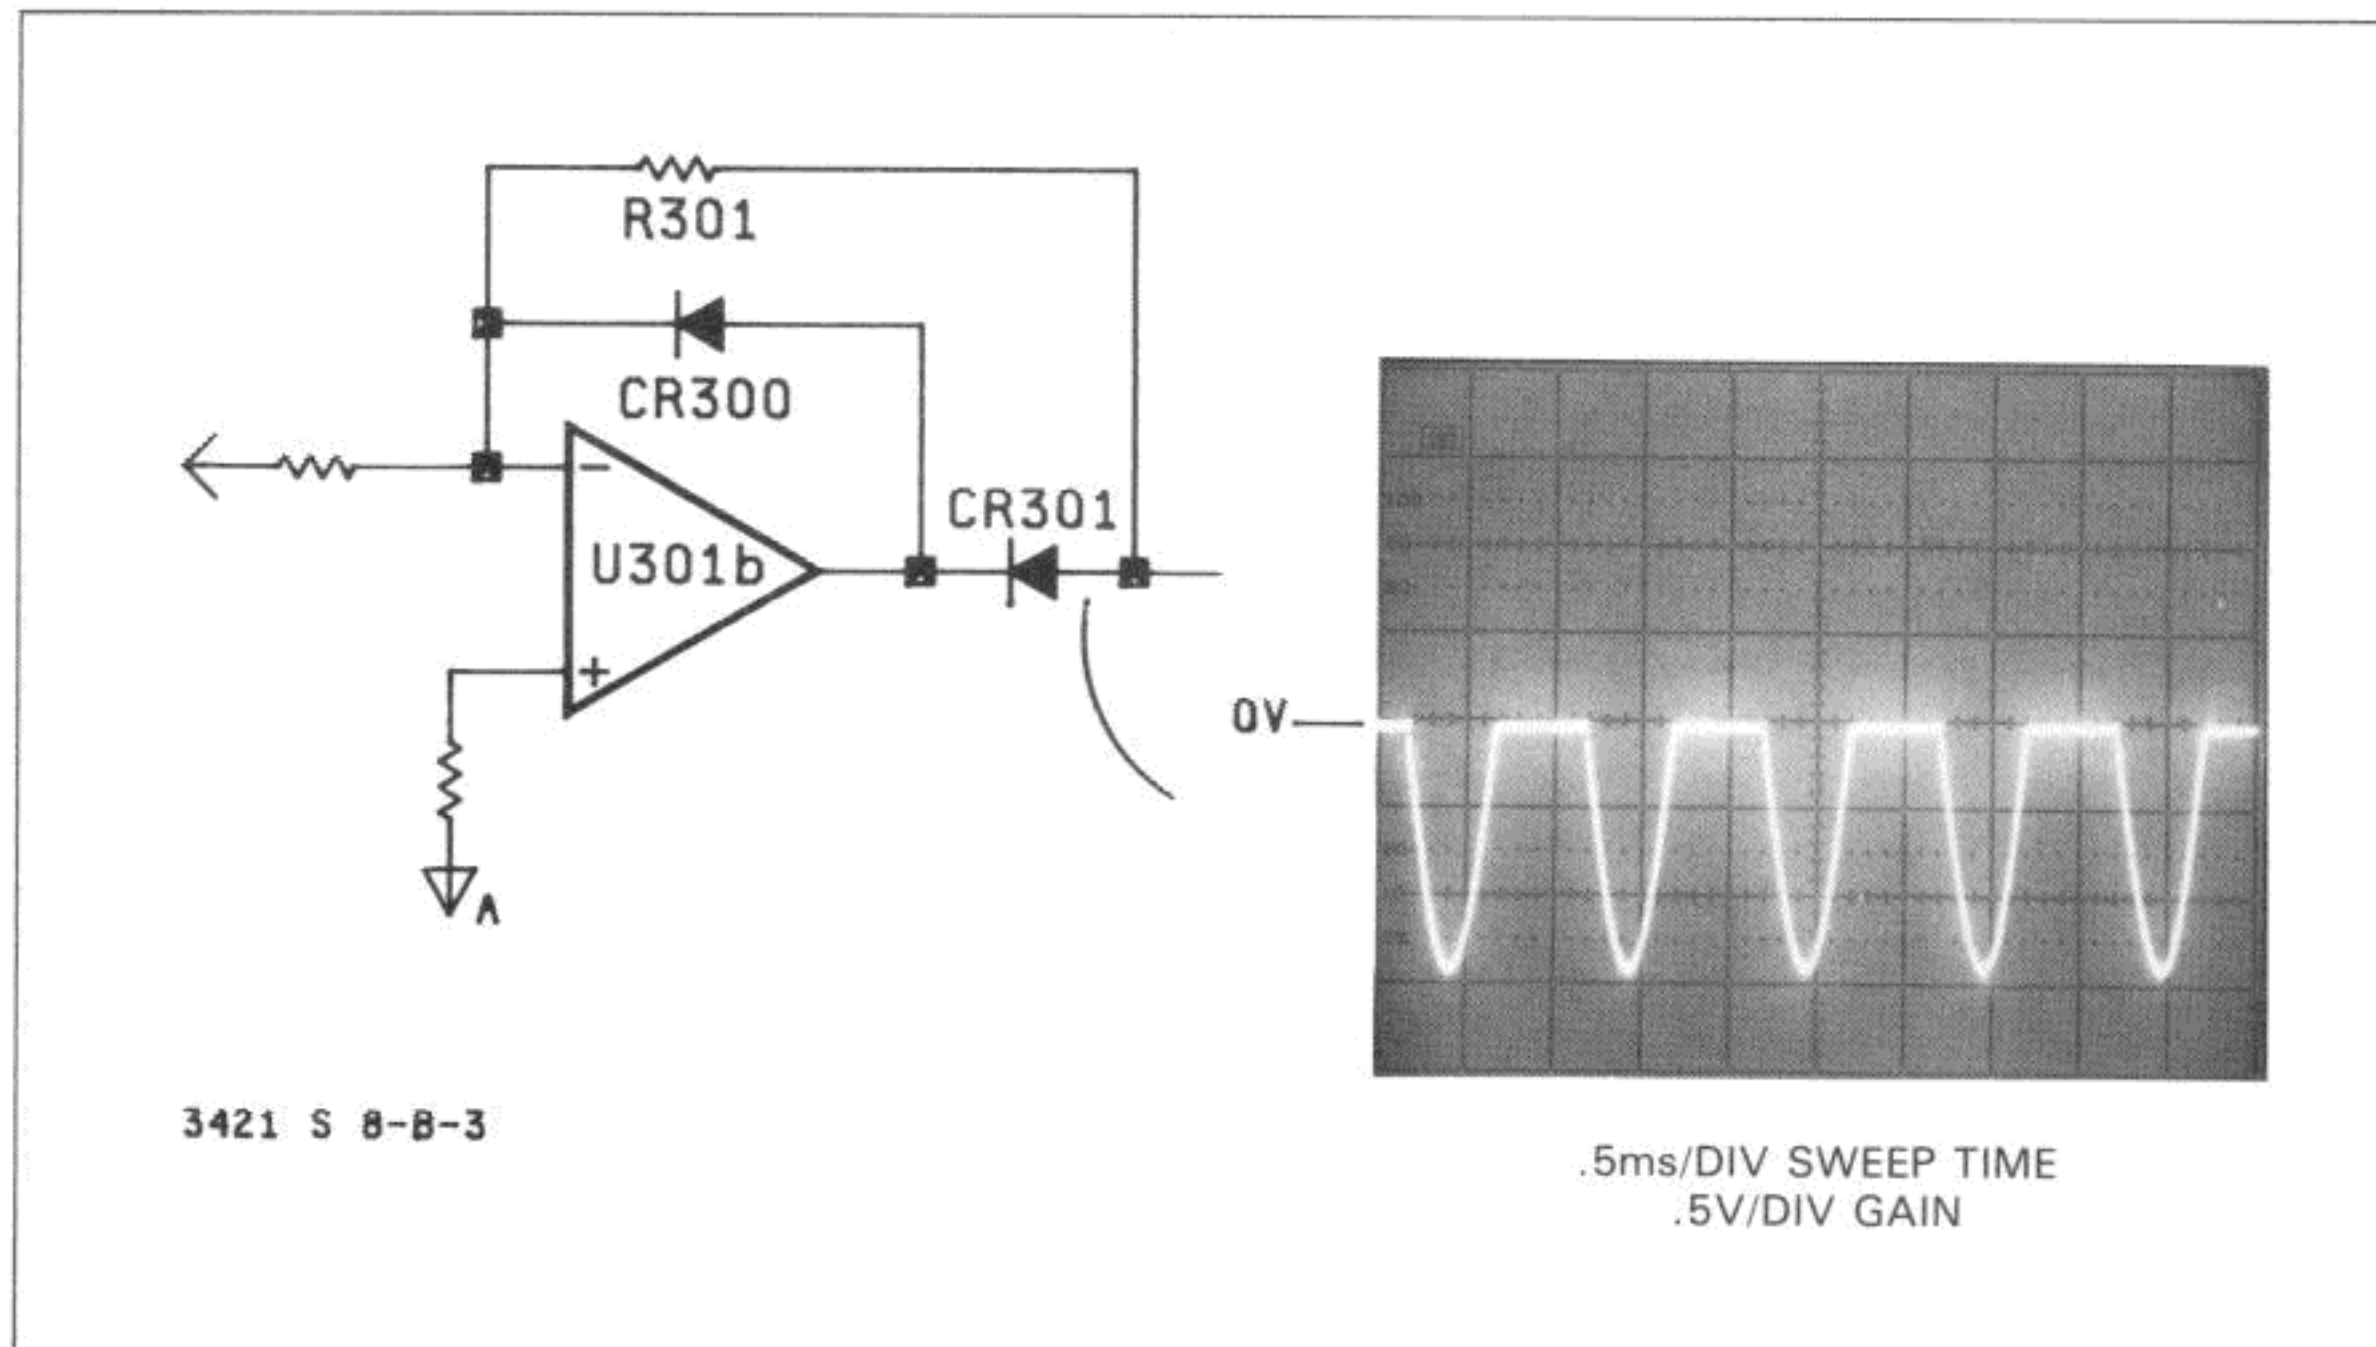 R301
CR300
CR301
−
U301b
+
A
0V
3421 S 8-B-3
.5ms/DIV SWEEP TIME
.5V/DIV GAIN